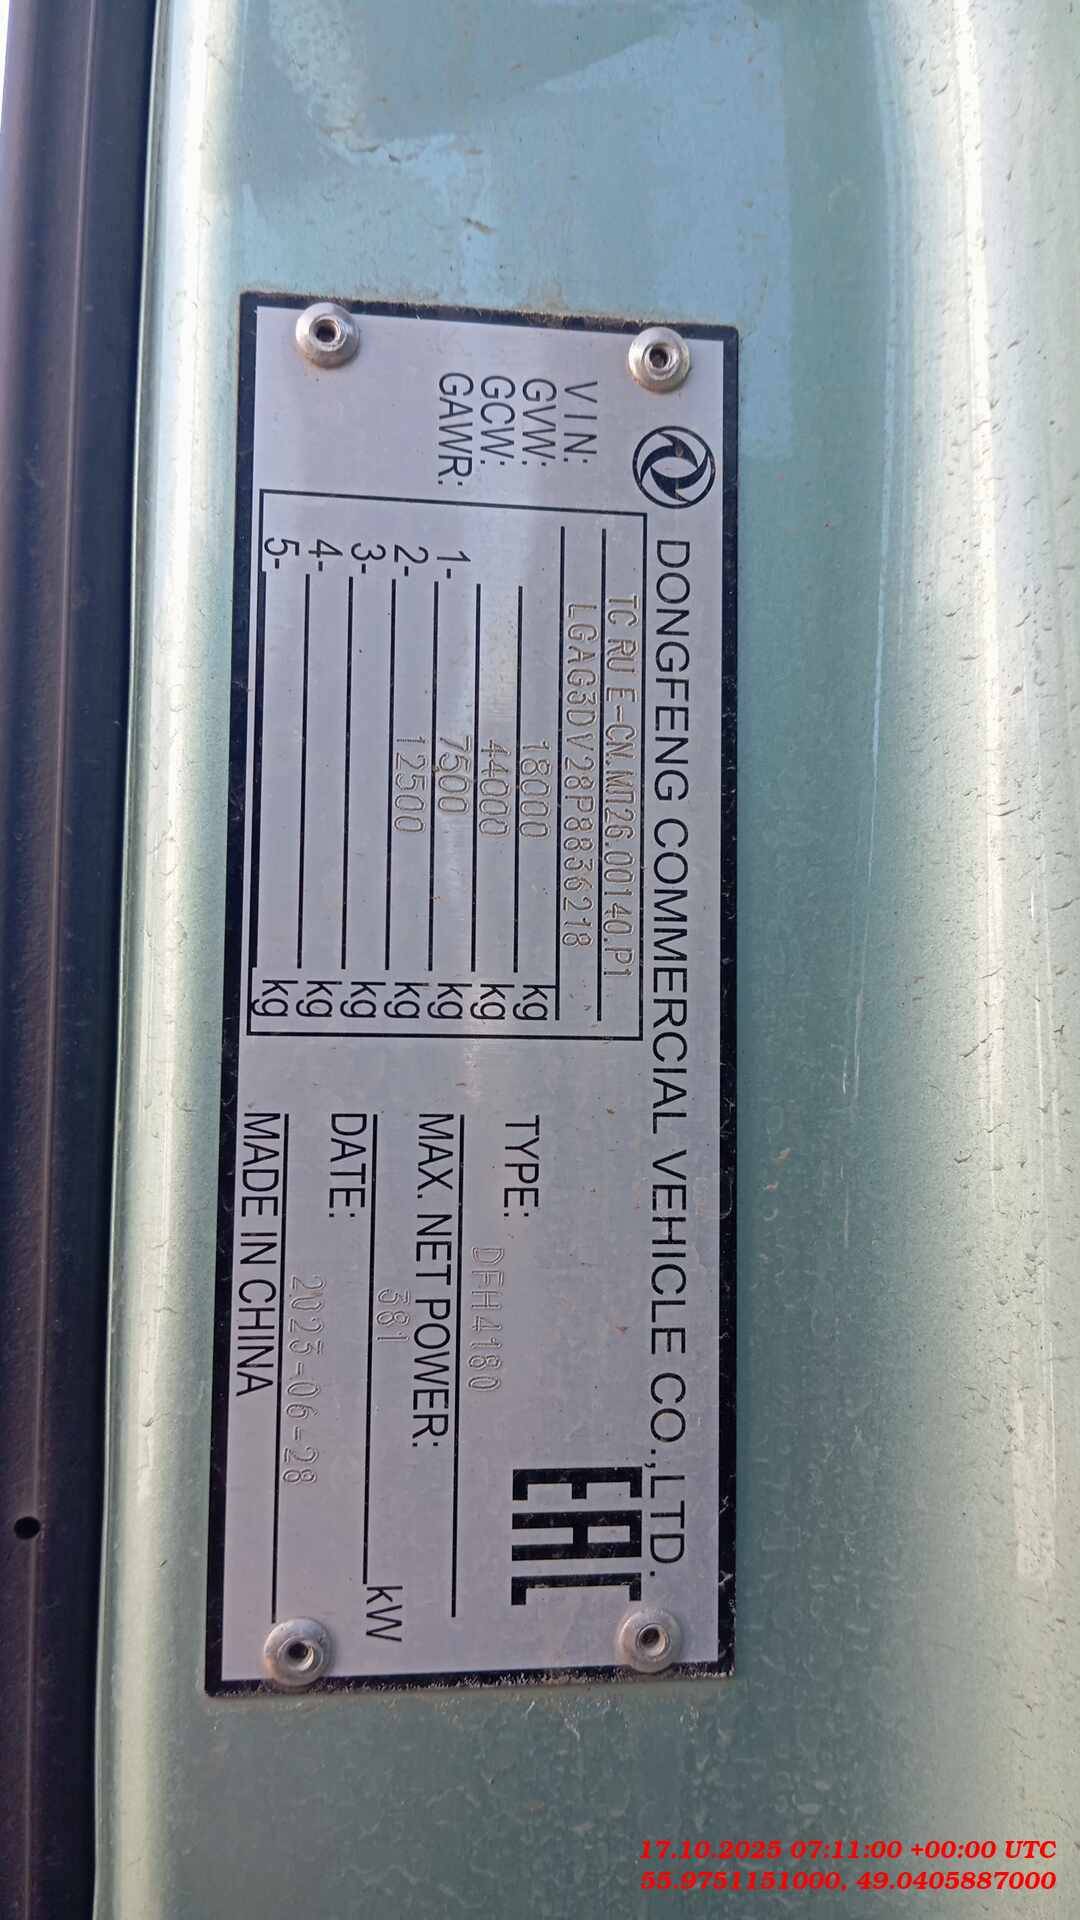 DONGFENG COMMERCIAL VEHICLE CO.,LTD.
TC RU E-CN.МП26.00140.P1
VIN: LGAG3DV28P8836218
GVW: 18000 kg
GCW: 44000 kg
GAWR: 1- 7500 kg
2- 12500 kg
3- kg
4- kg
5- kg
TYPE:
DFH4180
MAX. NET POWER:
381 kW
DATE:
2023-06-28
MADE IN CHINA
EAC
17.10.2025 07:11:00 +00:00 UTC
55.9751151000, 49.0405887000